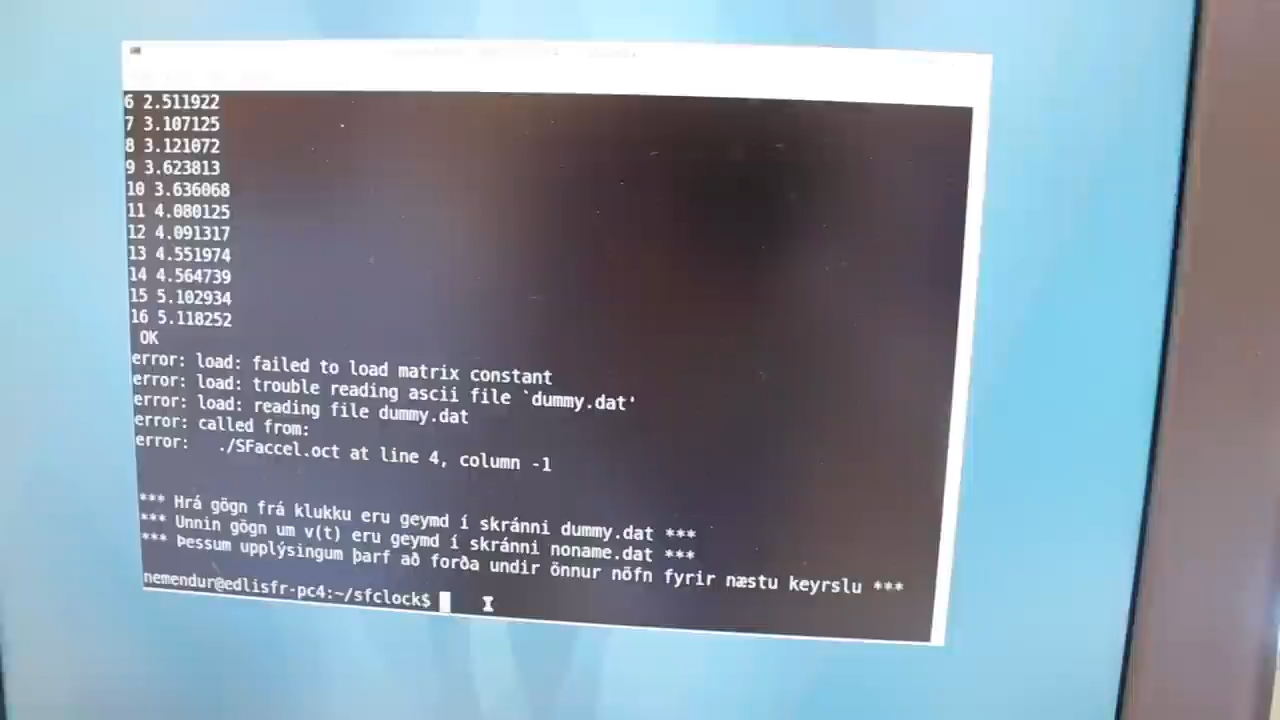 6 2.511922
7 3.107125
8 3.121072
9 3.623813
10 3.636068
11 4.080125
12 4.091317
13 4.551974
14 4.564739
15 5.102934
16 5.118252
OK
error: load: failed to load matrix constant
error: load: trouble reading ascii file `dummy.dat'
error: load: reading file dummy.dat
error: called from:
error:   ./SFaccel.oct at line 4, column -1
*** Hrá gögn frá klukku eru geymd í skránni dummy.dat ***
*** Unnin gögn um v(t) eru geymd í skránni noname.dat ***
*** Þessum upplýsingum þarf að forða undir önnur nöfn fyrir næstu keyrslu ***
nemendur@edlisfr-pc4:~/sfclock$